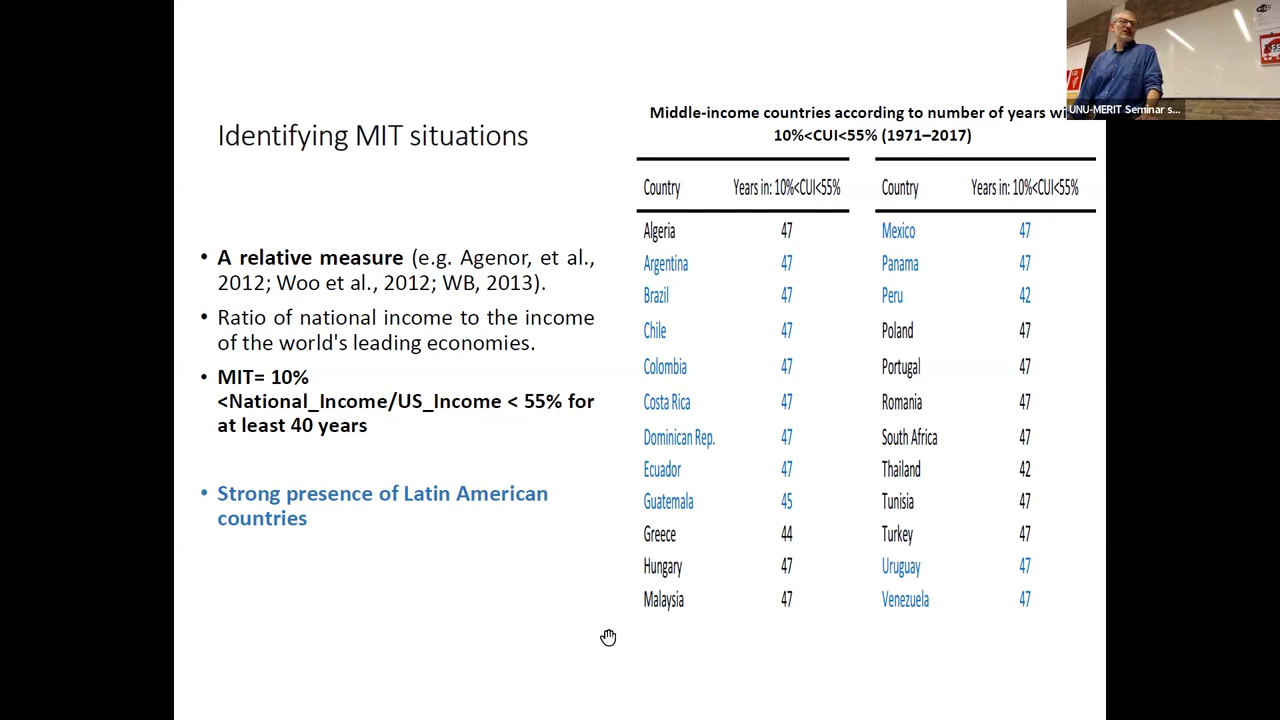 Identifying MIT situations
• A relative measure (e.g. Agenor, et al.,
2012; Woo et al., 2012; WB, 2013).
• Ratio of national income to the income
of the world's leading economies.
• MIT= 10%
<National_Income/US_Income < 55% for
at least 40 years
• Strong presence of Latin American
countries
Middle-income countries according to number of years
10%<CUI<55% (1971–2017)
Country Years in: 10%<CUI<55% Country Years in: 10%<CUI<55%
Algeria 47 Mexico 47
Argentina 47 Panama 47
Brazil 47 Peru 42
Chile 47 Poland 47
Colombia 47 Portugal 47
Costa Rica 47 Romania 47
Dominican Rep. 47 South Africa 47
Ecuador 47 Thailand 42
Guatemala 45 Tunisia 47
Greece 44 Turkey 47
Hungary 47 Uruguay 47
Malaysia 47 Venezuela 47
UNU-MERIT Seminar s...